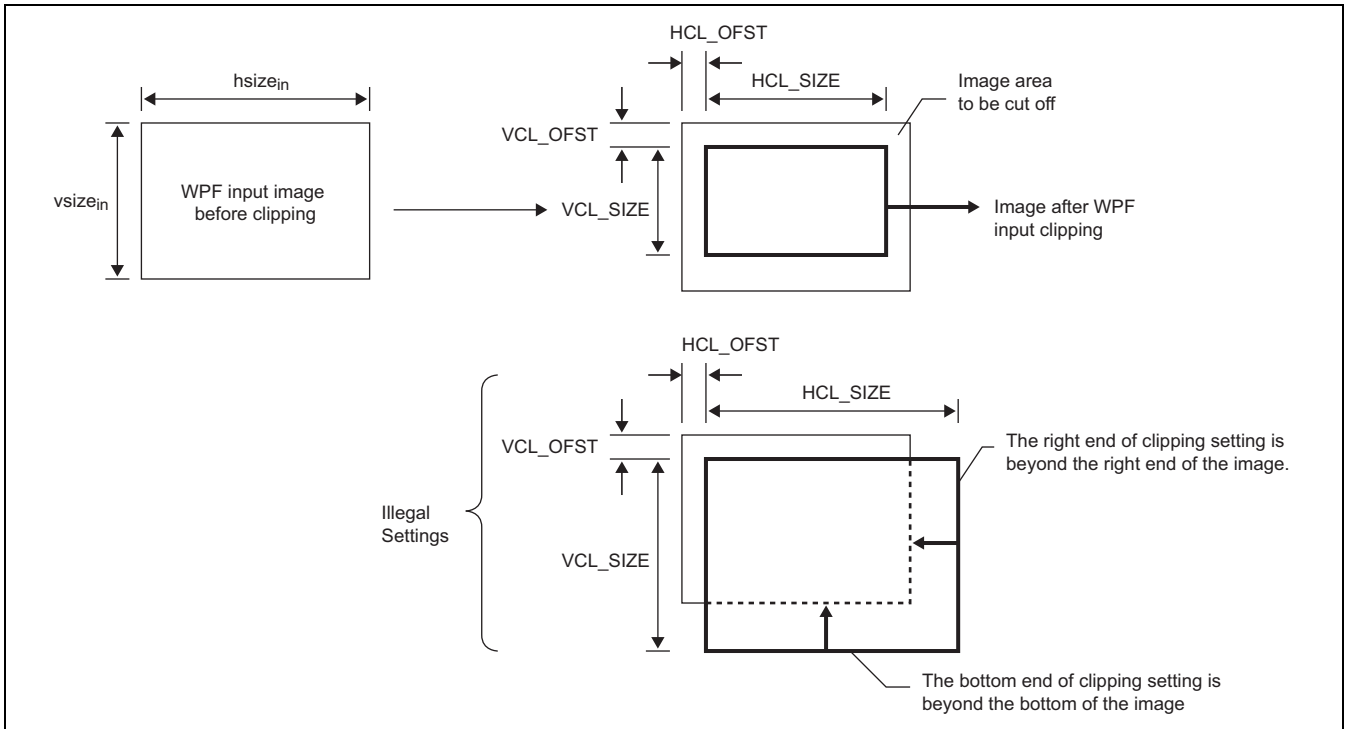 hsizein
vsizein
WPF input image
before clipping
HCL_OFST
HCL_SIZE
VCL_OFST
VCL_SIZE
Image area
to be cut off
Image after WPF
input clipping
Illegal
Settings
HCL_OFST
HCL_SIZE
VCL_OFST
VCL_SIZE
The right end of clipping setting is
beyond the right end of the image.
The bottom end of clipping setting is
beyond the bottom of the image